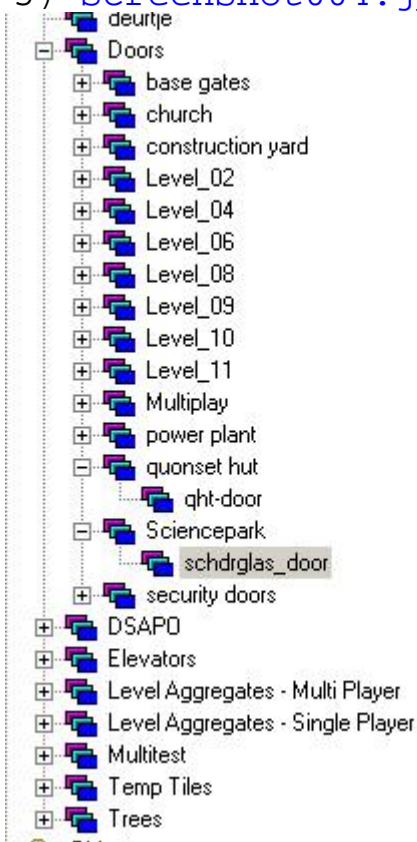 deurtje
Doors
base gates
church
construction yard
Level_02
Level_04
Level_06
Level_08
Level_09
Level_10
Level_11
Multiplay
power plant
quonset hut
qht-door
Sciencepark
schdrglas_door
security doors
DSAPO
Elevators
Level Aggregates - Multi Player
Level Aggregates - Single Player
Multitest
Temp Tiles
Trees